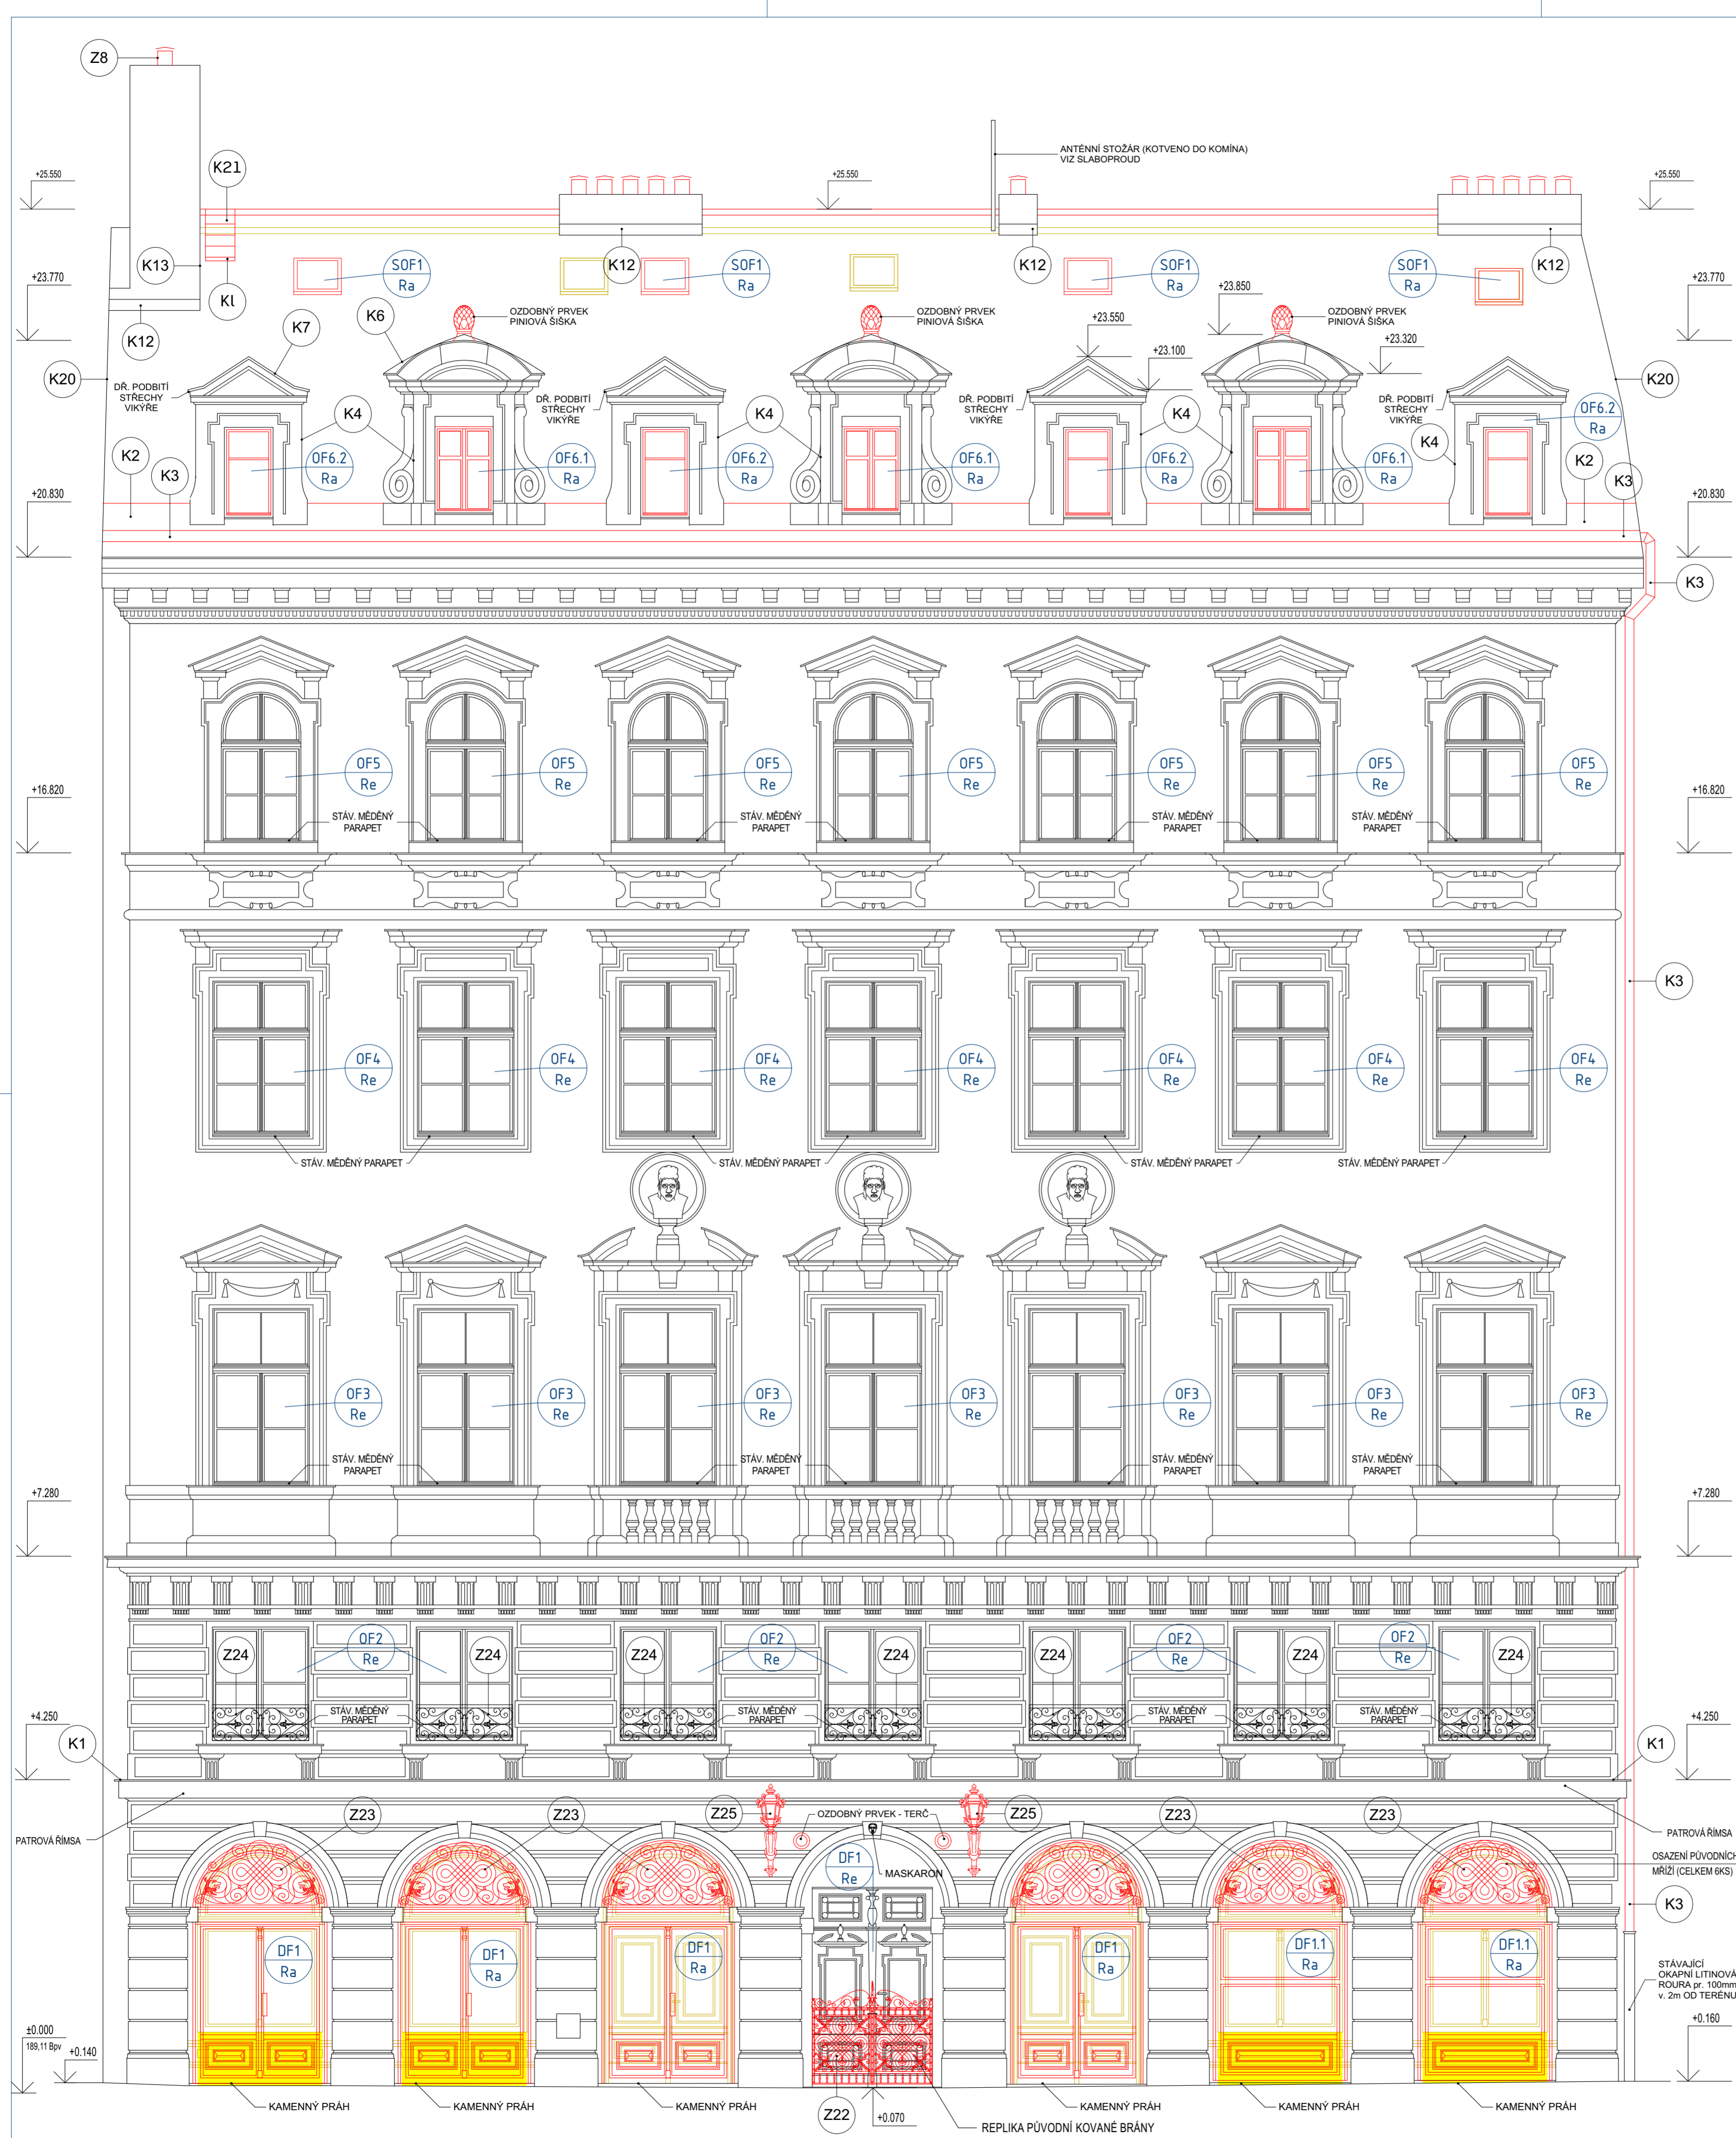 Z8
ANTÉNNÍ STOŽÁR (KOTVENO DO KOMÍNA)
VIZ SLABOPROUD
K21
+25.550
+25.550
+25.550
K13
SOF1
Ra
K12
SOF1
Ra
K12
SOF1
Ra
SOF1
Ra
K12
+23.770
+23.770
Kl
+23.850
K7
K6
OZDOBNÝ PRVEK
PINIOVÁ ŠIŠKA
OZDOBNÝ PRVEK
PINIOVÁ ŠIŠKA
+23.550
OZDOBNÝ PRVEK
PINIOVÁ ŠIŠKA
K12
+23.320
+23.100
K20
K20
DŘ. PODBITÍ
STŘECHY
VIKÝŘE
DŘ. PODBITÍ
STŘECHY
VIKÝŘE
DŘ. PODBITÍ
STŘECHY
VIKÝŘE
DŘ. PODBITÍ
STŘECHY
VIKÝŘE
K4
K4
K4
OF6.2
Ra
K4
K2
K3
OF6.2
Ra
OF6.1
Ra
OF6.2
Ra
OF6.1
Ra
OF6.2
Ra
OF6.1
Ra
K2
K3
+20.830
+20.830
K3
OF5
Re
OF5
Re
OF5
Re
OF5
Re
OF5
Re
OF5
Re
OF5
Re
+16.820
+16.820
STÁV. MĚDĚNÝ
PARAPET
STÁV. MĚDĚNÝ
PARAPET
STÁV. MĚDĚNÝ
PARAPET
STÁV. MĚDĚNÝ
PARAPET
K3
OF4
Re
OF4
Re
OF4
Re
OF4
Re
OF4
Re
OF4
Re
OF4
Re
STÁV. MĚDĚNÝ PARAPET
STÁV. MĚDĚNÝ PARAPET
STÁV. MĚDĚNÝ PARAPET
STÁV. MĚDĚNÝ PARAPET
OF3
Re
OF3
Re
OF3
Re
OF3
Re
OF3
Re
OF3
Re
OF3
Re
STÁV. MĚDĚNÝ
PARAPET
STÁV. MĚDĚNÝ
PARAPET
STÁV. MĚDĚNÝ
PARAPET
STÁV. MĚDĚNÝ
PARAPET
+7.280
+7.280
Z24
OF2
Re
Z24
Z24
OF2
Re
Z24
Z24
OF2
Re
Z24
OF2
Re
Z24
STÁV. MĚDĚNÝ
PARAPET
STÁV. MĚDĚNÝ
PARAPET
STÁV. MĚDĚNÝ
PARAPET
STÁV. MĚDĚNÝ
PARAPET
+4.250
+4.250
K1
K1
Z23
Z23
Z25
OZDOBNÝ PRVEK - TERČ
Z25
Z23
Z23
PATROVÁ ŘÍMSA
PATROVÁ ŘÍMSA
DF1
Re
MASKARON
OSAZENÍ PŮVODNÍCH
MŘÍŽÍ (CELKEM 6KS)
K3
DF1
Ra
DF1
Ra
DF1
Ra
DF1
Ra
DF1.1
Ra
DF1.1
Ra
STÁVAJÍCÍ
OKAPNÍ LITINOVÁ
ROURA pr. 100mm
v. 2m OD TERÉNU
±0.000
189,11 Bpv
+0.140
+0.160
KAMENNÝ PRÁH
KAMENNÝ PRÁH
KAMENNÝ PRÁH
Z22
+0.070
KAMENNÝ PRÁH
KAMENNÝ PRÁH
KAMENNÝ PRÁH
REPLIKA PŮVODNÍ KOVANÉ BRÁNY